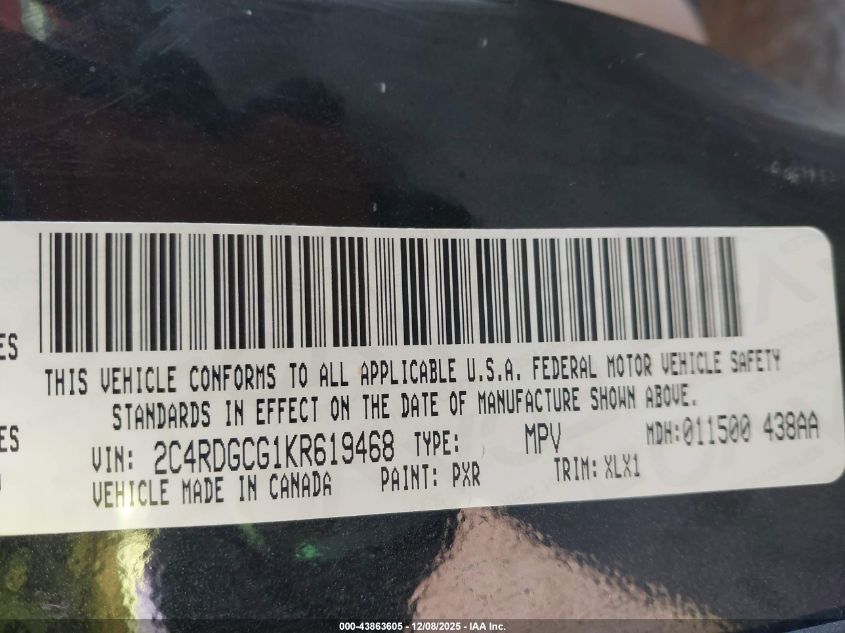 ES
THIS VEHICLE CONFORMS TO ALL APPLICABLE U.S.A. FEDERAL MOTOR VEHICLE SAFETY
STANDARDS IN EFFECT ON THE DATE OF MANUFACTURE SHOWN ABOVE.
ES
VIN: 2C4RDGCG1KR619468 TYPE: MPV MDH:011500 438AA
VEHICLE MADE IN CANADA PAINT: PXR TRIM: XLX1
000-43863605 - 12/08/2025 - IAA Inc.